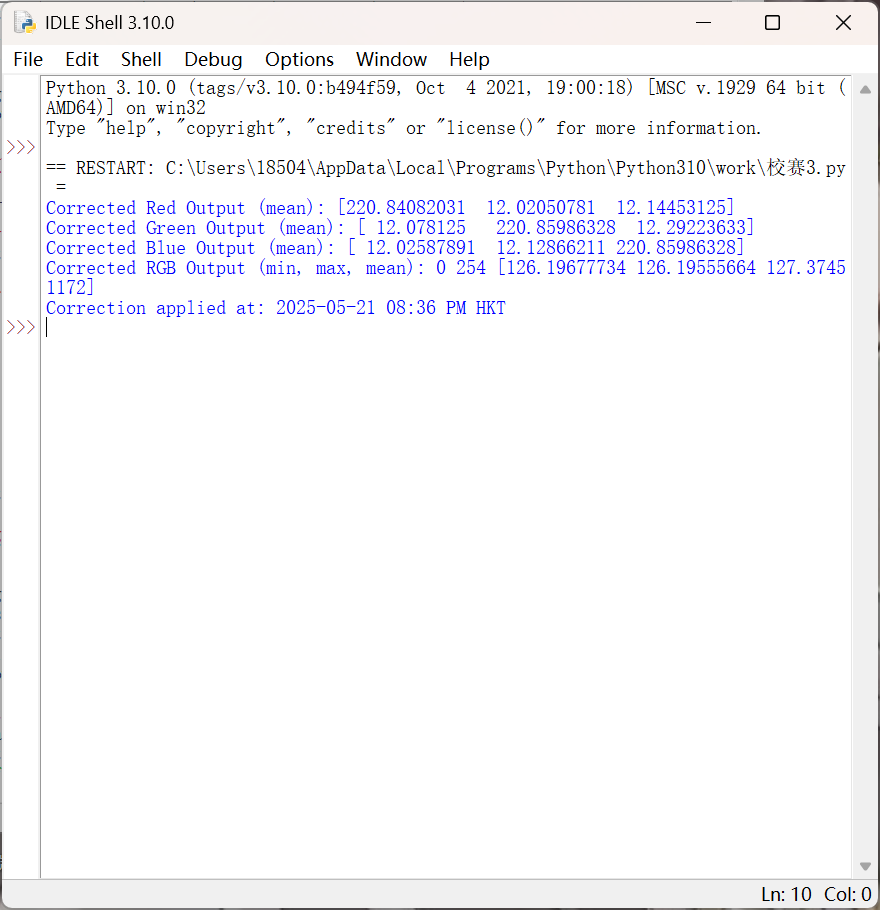 IDLE Shell 3.10.0
File Edit Shell Debug Options Window Help
Python 3.10.0 (tags/v3.10.0:b494f59, Oct  4 2021, 19:00:18) [MSC v.1929 64 bit (
AMD64)] on win32
Type "help", "copyright", "credits" or "license()" for more information.
>>>
== RESTART: C:\Users\18504\AppData\Local\Programs\Python\Python310\work\校赛3.py
 =
Corrected Red Output (mean): [220.84082031  12.02050781  12.14453125]
Corrected Green Output (mean): [ 12.078125   220.85986328  12.29223633]
Corrected Blue Output (mean): [ 12.02587891  12.12866211 220.85986328]
Corrected RGB Output (min, max, mean): 0 254 [126.19677734 126.19555664 127.3745
1172]
Correction applied at: 2025-05-21 08:36 PM HKT
>>>
Ln: 10 Col: 0